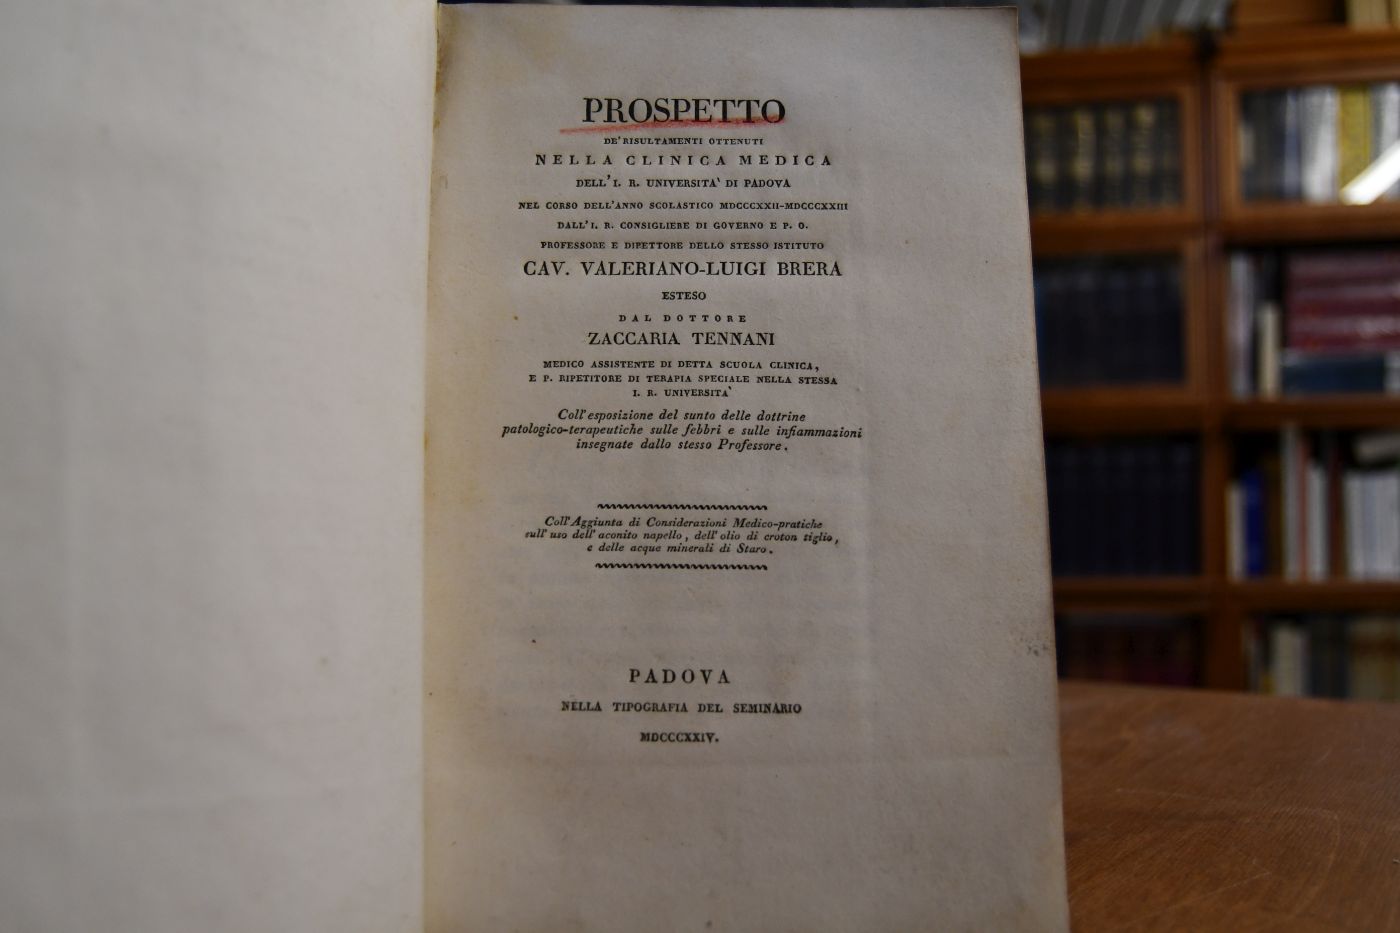 PROSPETTO
DE' RISULTAMENTI OTTENUTI
NELLA CLINICA MEDICA
DELL' I. R. UNIVERSITA' DI PADOVA
NEL CORSO DELL' ANNO SCOLASTICO MDCCCXXII-MDCCCXXIII
DALL' I. R. CONSIGLIERE DI GOVERNO E P. O.
PROFESSORE E DIPETTORE DELLO STESSO ISTITUTO
CAV. VALERIANO-LUIGI BRERA
ESTESO
DAL DOTTORE
ZACCARIA TENNANI
MEDICO ASSISTENTE DI DETTA SCUOLA CLINICA,
E P. RIPETITORE DI TERAPIA SPECIALE NELLA STESSA
I. R. UNIVERSITA'
Coll' esposizione del sunto delle dottrine
patologico-terapeutiche sulle febbri e sulle infiammazioni
insegnate dallo stesso Professore.
Coll' Aggiunta di Considerazioni Medico-pratiche
sull' uso dell' aconito napello, dell' olio di croton tiglio,
e delle acque minerali di Staro.
PADOVA
NELLA TIPOGRAFIA DEL SEMINARIO
MDCCCXXIV.